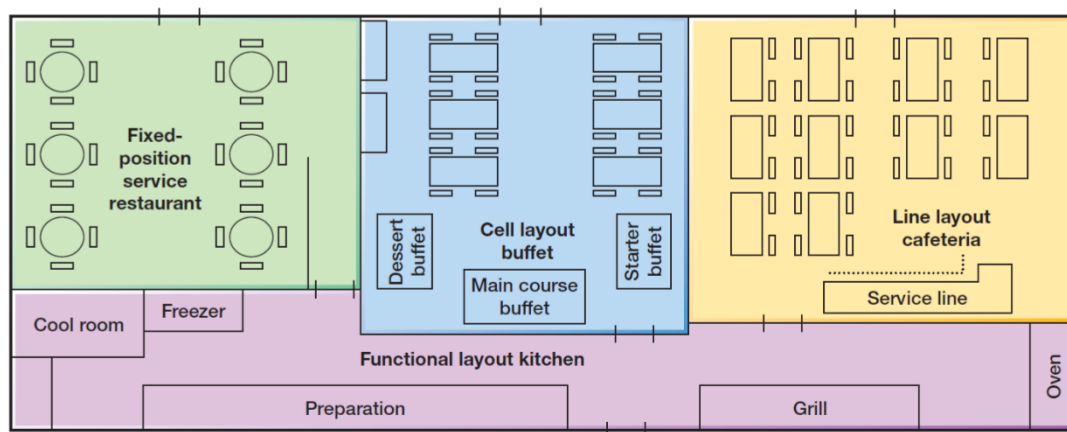 Fixed-
position
service
restaurant
Dessert
buffet
Cell layout
buffet
Main course
buffet
Starter
buffet
Line layout
cafeteria
Service line
Cool room
Freezer
Functional layout kitchen
Preparation
Grill
Oven